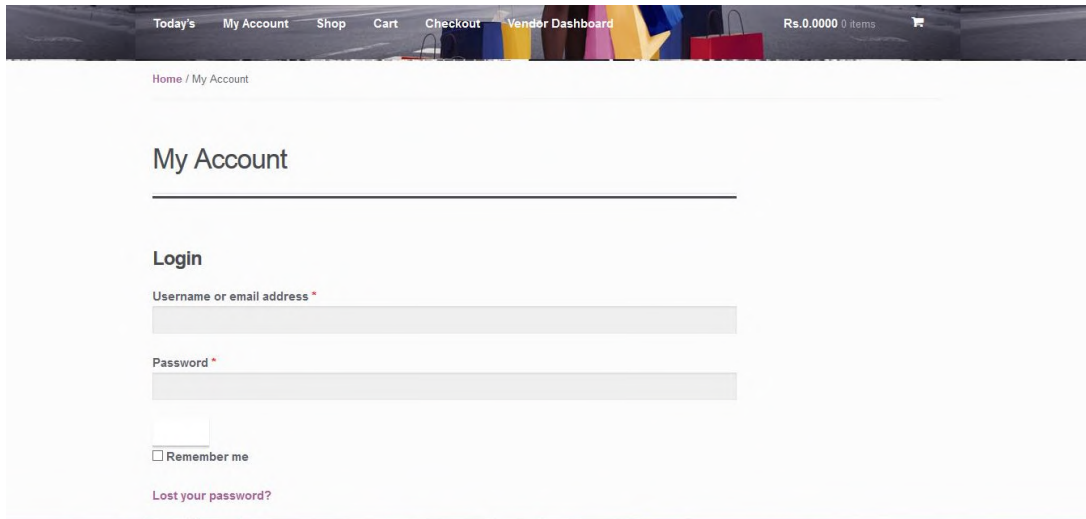 Today's My Account Shop Cart Checkout Vendor Dashboard Rs.0.0000 0 items
Home / My Account
My Account
Login
Username or email address *
Password *
Remember me
Lost your password?